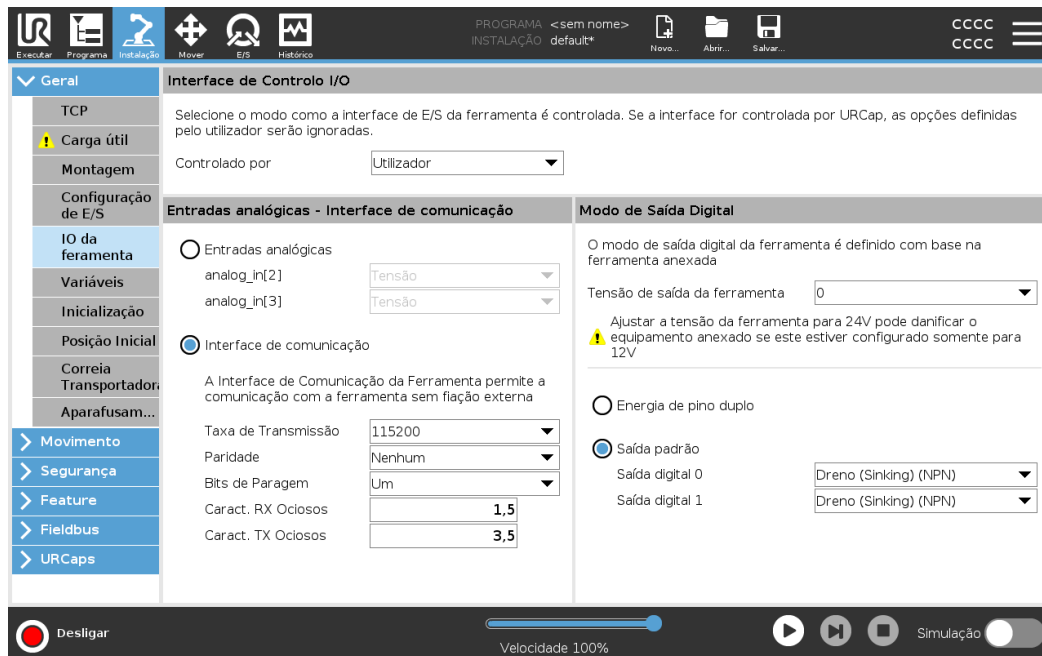 PROGRAMA <sem nome>
INSTALAÇÃO default*
CCCC
CCCC
Executar Programa Instalação Mover E/S Histórico Novo... Abrir... Salvar...
Geral
TCP
Carga útil
Montagem
Configuração
de E/S
IO da
feramenta
Variáveis
Inicialização
Posição Inicial
Correia
Transportador
Aparafusam...
Movimento
Segurança
Feature
Fieldbus
URCaps
Interface de Controlo I/O
Selecione o modo como a interface de E/S da ferramenta é controlada. Se a interface for controlada por URCap, as opções definidas
pelo utilizador serão ignoradas.
Controlado por Utilizador
Entradas analógicas - Interface de comunicação
Entradas analógicas
analog_in[2] Tensão
analog_in[3] Tensão
Interface de comunicação
A Interface de Comunicação da Ferramenta permite a
comunicação com a ferramenta sem fiação externa
Taxa de Transmissão 115200
Paridade Nenhum
Bits de Paragem Um
Caract. RX Ociosos 1,5
Caract. TX Ociosos 3,5
Modo de Saída Digital
O modo de saída digital da ferramenta é definido com base na
ferramenta anexada
Tensão de saída da ferramenta 0
Ajustar a tensão da ferramenta para 24V pode danificar o
equipamento anexado se este estiver configurado somente para
12V
Energia de pino duplo
Saída padrão
Saída digital 0 Dreno (Sinking) (NPN)
Saída digital 1 Dreno (Sinking) (NPN)
Desligar
Velocidade 100%
Simulação